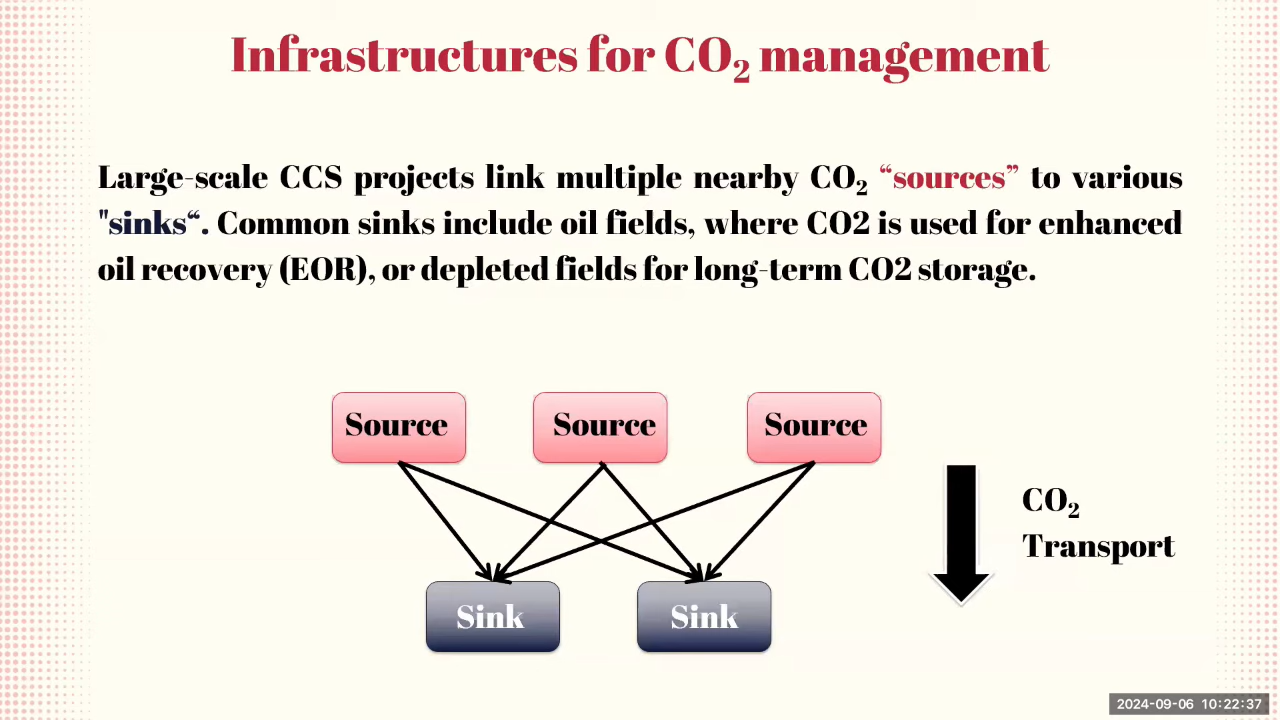 Infrastructures for CO₂ management
Large-scale CCS projects link multiple nearby CO₂ “sources” to various
"sinks“. Common sinks include oil fields, where CO2 is used for enhanced
oil recovery (EOR), or depleted fields for long-term CO2 storage.
Source Source Source
CO₂
Transport
Sink Sink
2024-09-06 10:22:37